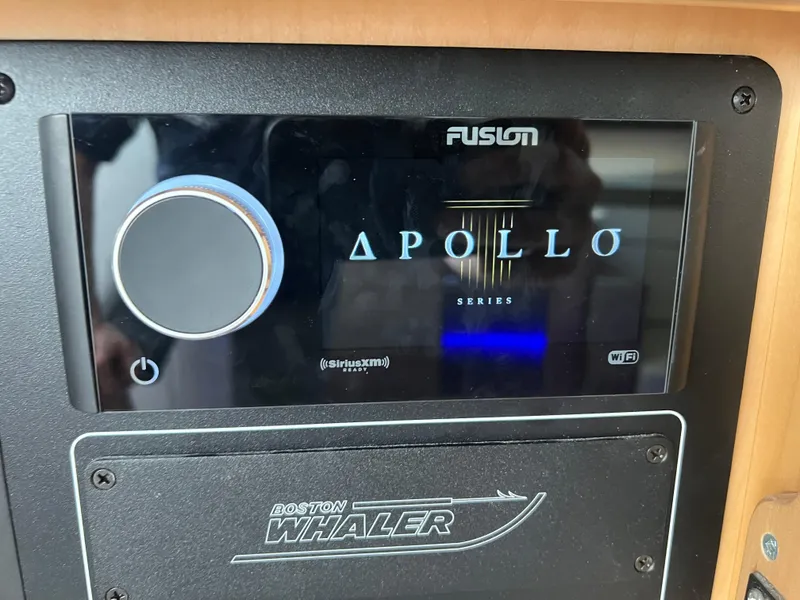 FUSION
ΔPOLLO
SERIES
SiriusXM
READY
WiFi
BOSTON
WHALER